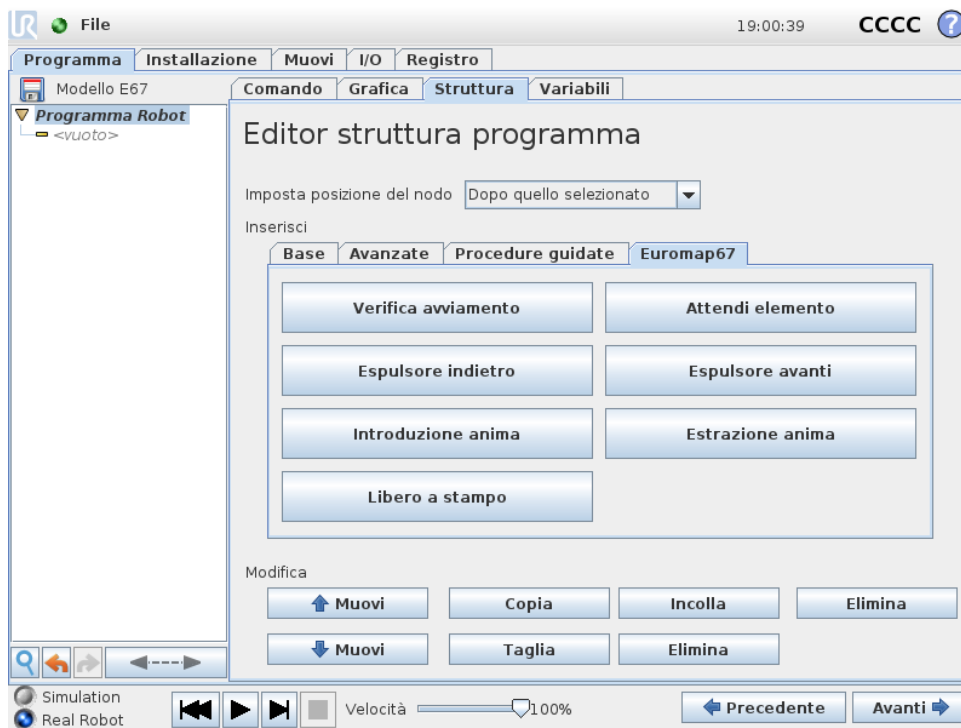 UR File 19:00:39 CCCC ?
Programma Installazione Muovi I/O Registro
Modello E67 Comando Grafica Struttura Variabili
Programma Robot
<vuoto>
Editor struttura programma
Imposta posizione del nodo Dopo quello selezionato
Inserisci
Base Avanzate Procedure guidate Euromap67
Verifica avviamento Attendi elemento
Espulsore indietro Espulsore avanti
Introduzione anima Estrazione anima
Libero a stampo
Modifica
Muovi Copia Incolla Elimina
Muovi Taglia Elimina
Simulation
Real Robot
Velocità 100% Precedente Avanti